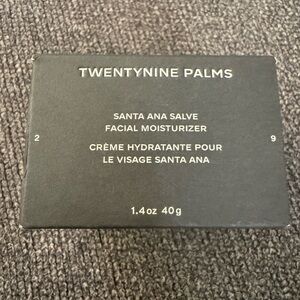 TWENTYNINE PALMS
SANTA ANA SALVE
FACIAL MOISTURIZER
2
9
CRÈME HYDRATANTE POUR
LE VISAGE SANTA ANA
1.4oz 40g